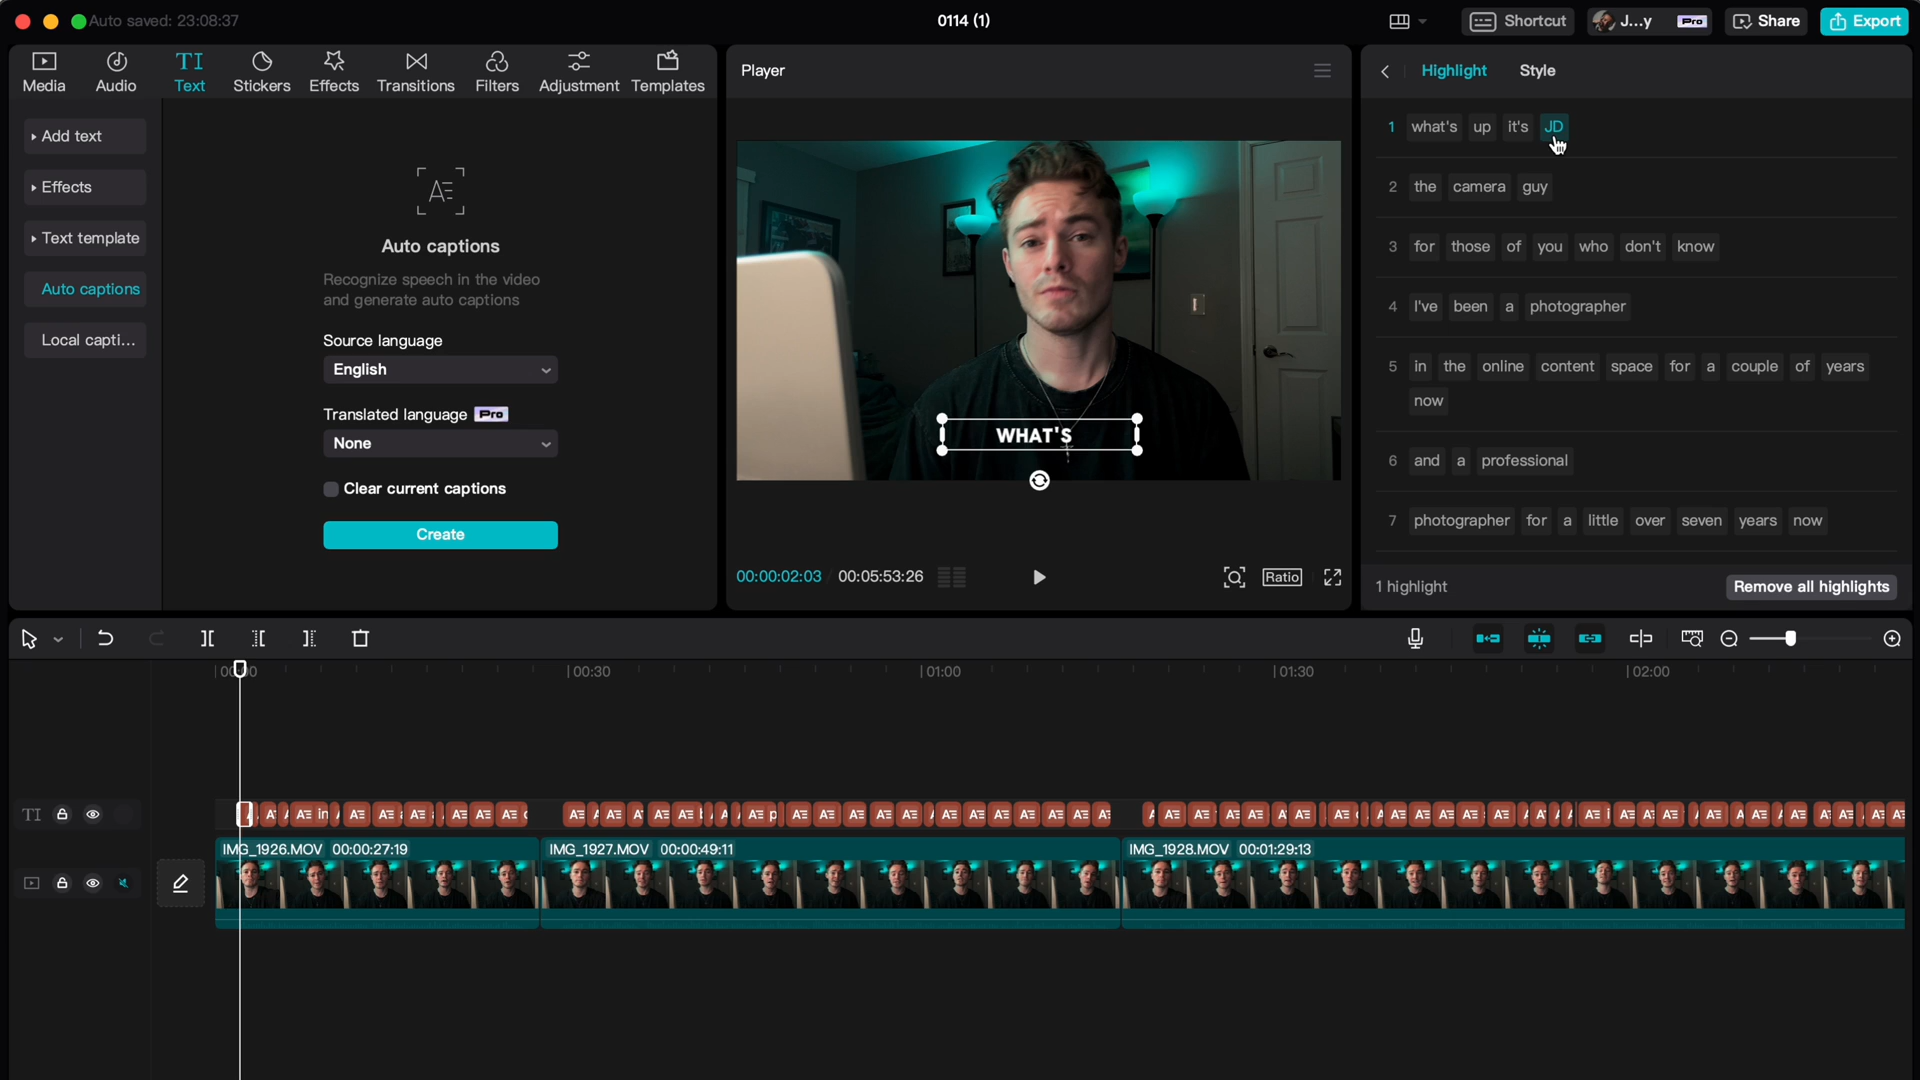 Auto saved: 23:08:37
0114 (1)
Shortcut
J...y
Pro
Share
Export
Media
Audio
TI
Text
Stickers
Effects
Transitions
Filters
Adjustment
Templates
Add text
Effects
Text template
Auto captions
Local capti...
Auto captions
Recognize speech in the video
and generate auto captions
Source language
English
Translated language Pro
None
Clear current captions
Create
Player
WHAT'S
00:00:02:03 00:05:53:26
Ratio
Highlight Style
1 what's up it's JD
2 the camera guy
3 for those of you who don't know
4 I've been a photographer
5 in the online content space for a couple of years
now
6 and a professional
7 photographer for a little over seven years now
1 highlight
Remove all highlights
00:00
00:30
01:00
01:30
02:00
TI
IMG_1926.MOV 00:00:27:19
IMG_1927.MOV 00:00:49:11
IMG_1928.MOV 00:01:29:13